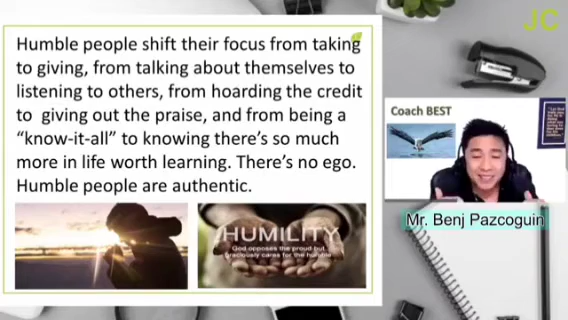 JC
Humble people shift their focus from taking
to giving, from talking about themselves to
listening to others, from hoarding the credit
to giving out the praise, and from being a
“know-it-all” to knowing there’s so much
more in life worth learning. There’s no ego.
Humble people are authentic.
HUMILITY
God opposes the proud but
graciously cares for the humble
Coach BEST
Mr. Benj Pazcoguin